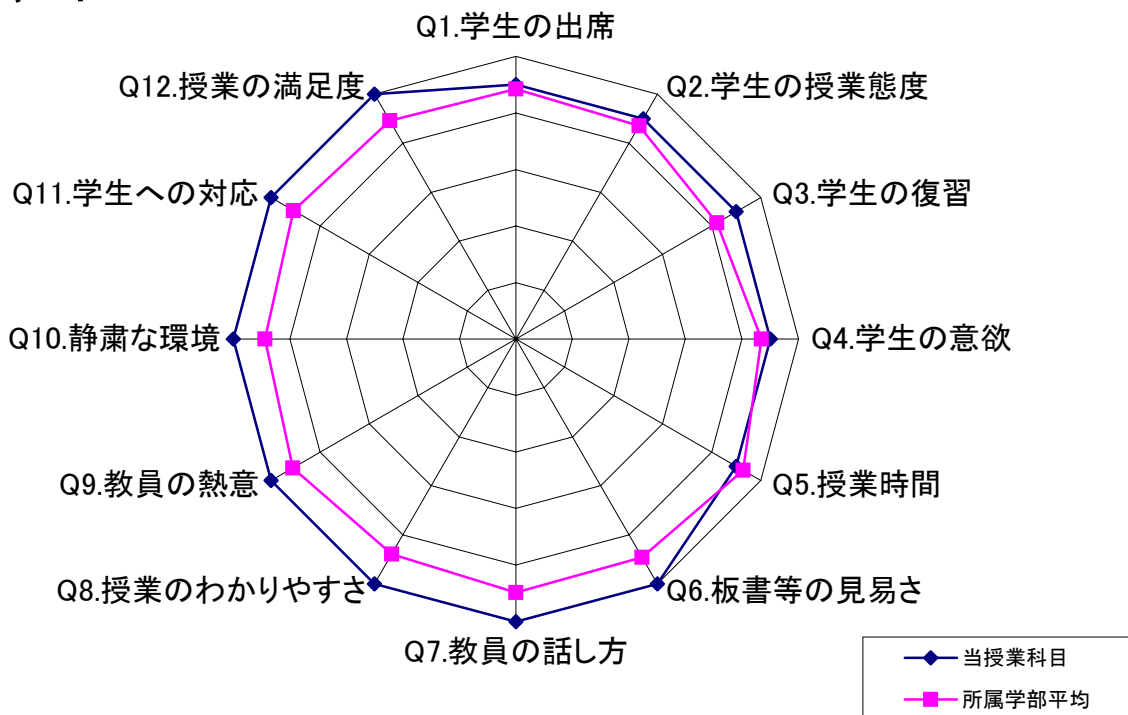 Q1.学生の出席
Q2.学生の授業態度
Q3.学生の復習
Q4.学生の意欲
Q5.授業時間
Q6.板書等の見易さ
Q7.教員の話し方
Q8.授業のわかりやすさ
Q9.教員の熱意
Q10.静粛な環境
Q11.学生への対応
Q12.授業の満足度
当授業科目
所属学部平均